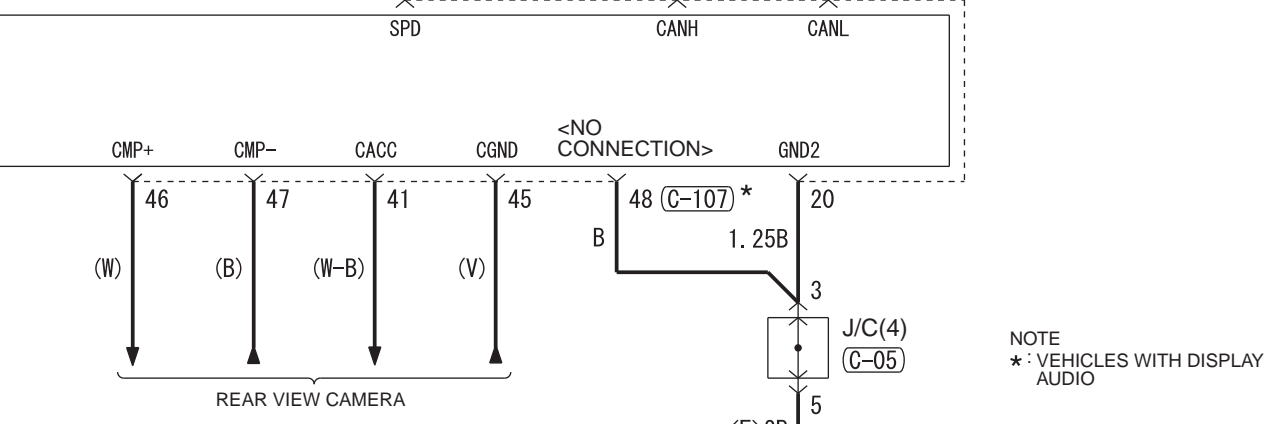 SPD CANH CANL
<NO
CONNECTION>
CMP+ CMP- CACC CGND GND2
46 47 41 45 48 C-107 * 20
B 1.25B
(W) (B) (W-B) (V)
3
J/C(4)
C-05
NOTE
*: VEHICLES WITH DISPLAY
AUDIO
REAR VIEW CAMERA
5